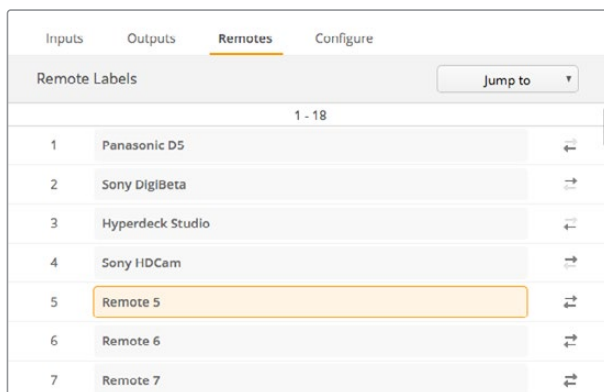 Inputs Outputs Remotes Configure
Remote Labels Jump to
1 - 18
1 Panasonic D5
2 Sony DigiBeta
3 Hyperdeck Studio
4 Sony HDCam
5 Remote 5
6 Remote 6
7 Remote 7